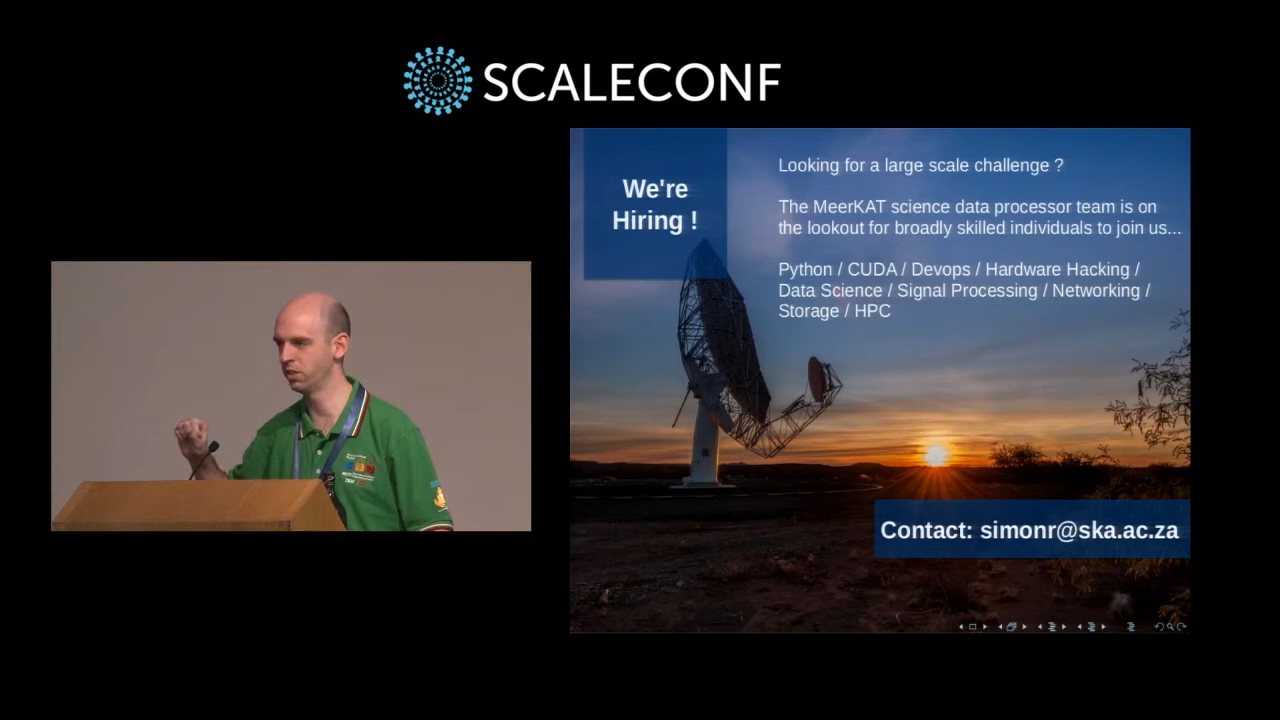 SCALECONF
We're
Hiring !
Looking for a large scale challenge ?
The MeerKAT science data processor team is on
the lookout for broadly skilled individuals to join us...
Python / CUDA / Devops / Hardware Hacking /
Data Science / Signal Processing / Networking /
Storage / HPC
Contact: simonr@ska.ac.za